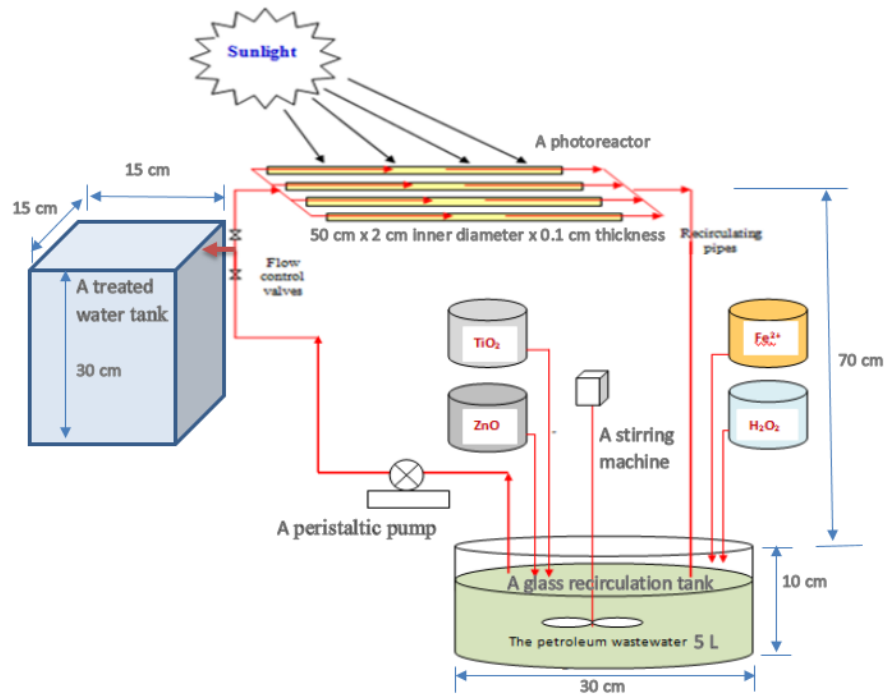 Sunlight
A photoreactor
15 cm
15 cm
50 cm x 2 cm inner diameter x 0.1 cm thickness
Recirculating
pipes
Flow
control
valves
A treated
water tank
30 cm
TiO₂
Fe²⁺
70 cm
ZnO
H₂O₂
A stirring
machine
A peristaltic pump
A glass recirculation tank
10 cm
The petroleum wastewater 5 L
30 cm